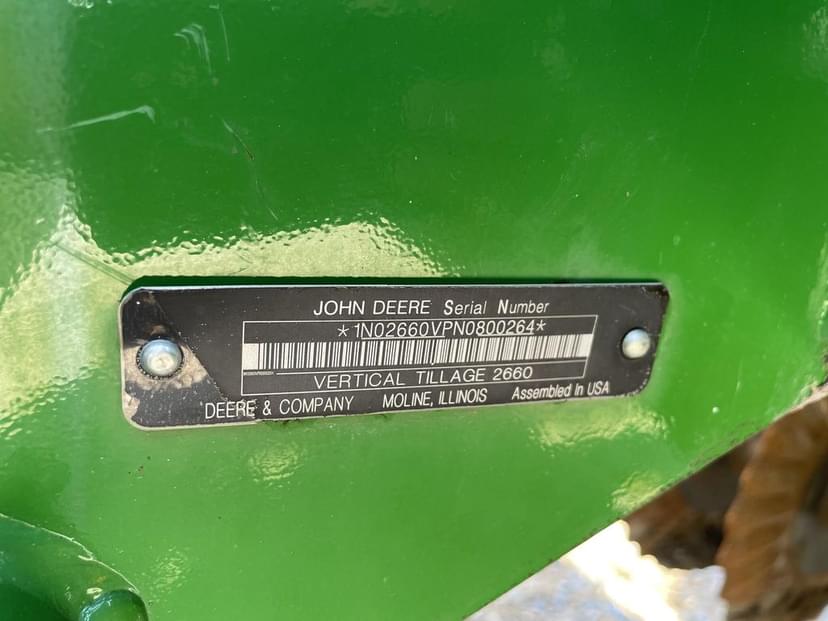 JOHN DEERE Serial Number
*1N02660VPN0800264*
VERTICAL TILLAGE 2660
DEERE & COMPANY MOLINE, ILLINOIS Assembled In USA